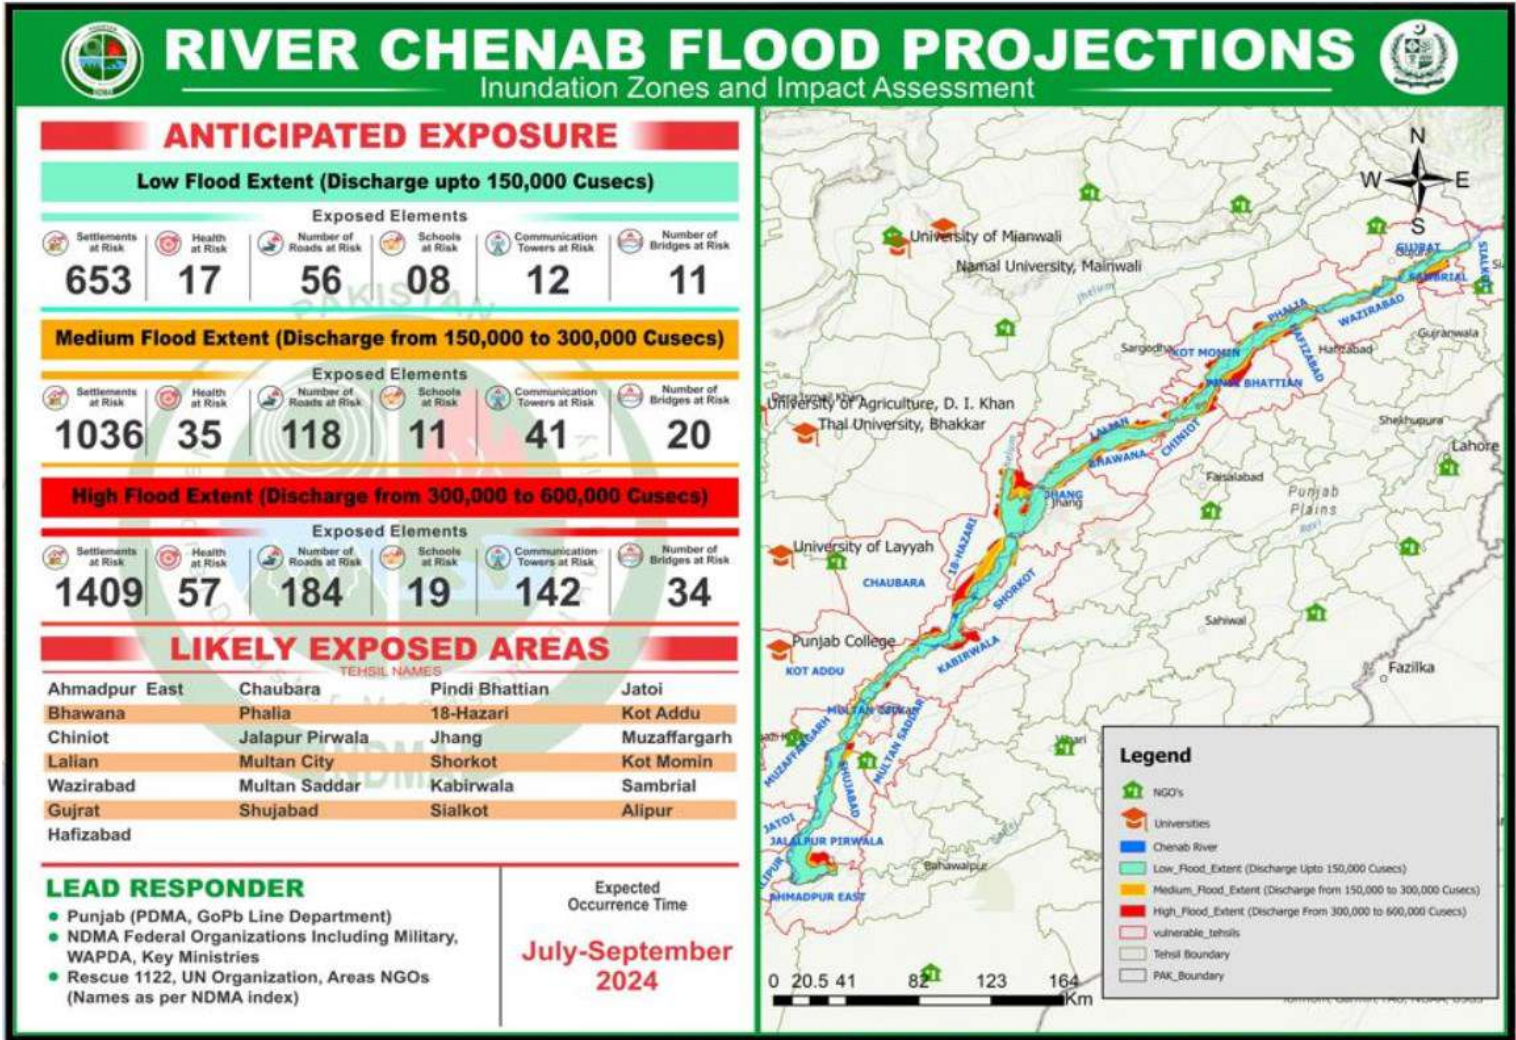 RIVER CHENAB FLOOD PROJECTIONS
Inundation Zones and Impact Assessment
ANTICIPATED EXPOSURE
Low Flood Extent (Discharge upto 150,000 Cusecs)
Exposed Elements
Settlements at Risk
Health at Risk
Number of Roads at Risk
Schools at Risk
Communication Towers at Risk
Number of Bridges at Risk
653 17 56 08 12 11
Medium Flood Extent (Discharge from 150,000 to 300,000 Cusecs)
Exposed Elements
Settlements at Risk
Health at Risk
Number of Roads at Risk
Schools at Risk
Communication Towers at Risk
Number of Bridges at Risk
1036 35 118 11 41 20
High Flood Extent (Discharge from 300,000 to 600,000 Cusecs)
Exposed Elements
Settlements at Risk
Health at Risk
Number of Roads at Risk
Schools at Risk
Communication Towers at Risk
Number of Bridges at Risk
1409 57 184 19 142 34
LIKELY EXPOSED AREAS
TEHSIL NAMES
Ahmadpur East Chaubara Pindi Bhattian Jatoi
Bhawana Phalia 18-Hazari Kot Addu
Chiniot Jalapur Pirwala Jhang Muzaffargarh
Lalian Multan City Shorkot Kot Momin
Wazirabad Multan Saddar Kabirwala Sambrial
Gujrat Shujabad Sialkot Alipur
Hafizabad
PAKISTAN
NDMA
LEAD RESPONDER
• Punjab (PDMA, GoPb Line Department)
• NDMA Federal Organizations Including Military,
WAPDA, Key Ministries
• Rescue 1122, UN Organization, Areas NGOs
(Names as per NDMA index)
Expected
Occurrence Time
July-September
2024
N
W E
S
University of Mianwali
Namal University, Mainwali
Jhelum
GUJRAT
SAMBRIAL
PHALIA
WAZIRABAD
HAFIZABAD
Hafizabad
Gujranwala
Sargodha
KOT MOMIN
PINDI BHATTIAN
University of Agriculture, D. I. Khan
Thal University, Bhakkar
Jhelum
LALIAN
CHINIOT
BHAWANA
Shekhupura
Lahore
Faisalabad
Punjab
Plains
Ravi
JHANG
Jhang
18-HAZARI
University of Layyah
CHAUBARA
SHORKOT
Sahiwal
Punjab College
KABIRWALA
KOT ADDU
Fazilka
MUZAFFARGARH
MULTAN SADDAR
SHUJABAD
JATOI
JALALPUR PIRWALA
Bahawalpur
AHMADPUR EAST
0 20.5 41 82 123 164
Km
Legend
NGO's
Universities
Chenab River
Low_Flood_Extent (Discharge Upto 150,000 Cusecs)
Medium_Flood_Extent (Discharge from 150,000 to 300,000 Cusecs)
High_Flood_Extent (Discharge From 300,000 to 600,000 Cusecs)
vulnerable_tehsils
Tehsil Boundary
PAK_Boundary